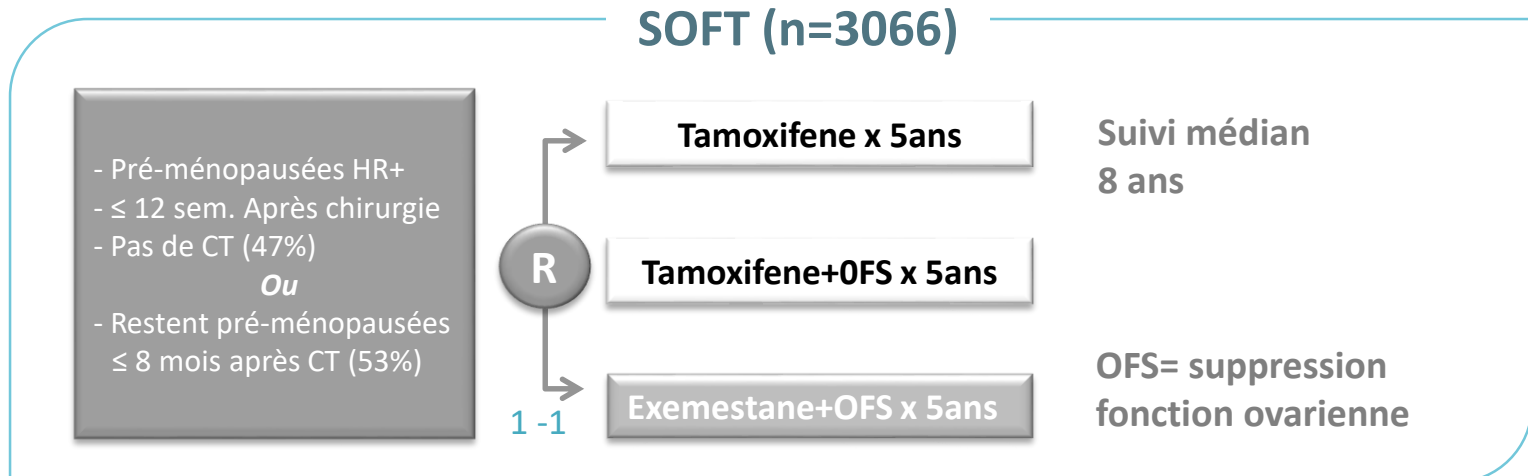 SOFT (n=3066)
- Pré-ménopausées HR+
- ≤ 12 sem. Après chirurgie
- Pas de CT (47%)
Ou
- Restent pré-ménopausées
≤ 8 mois après CT (53%)
R
1 -1
Tamoxifene x 5ans
Tamoxifene+0FS x 5ans
Exemestane+OFS x 5ans
Suivi médian
8 ans
OFS= suppression
fonction ovarienne